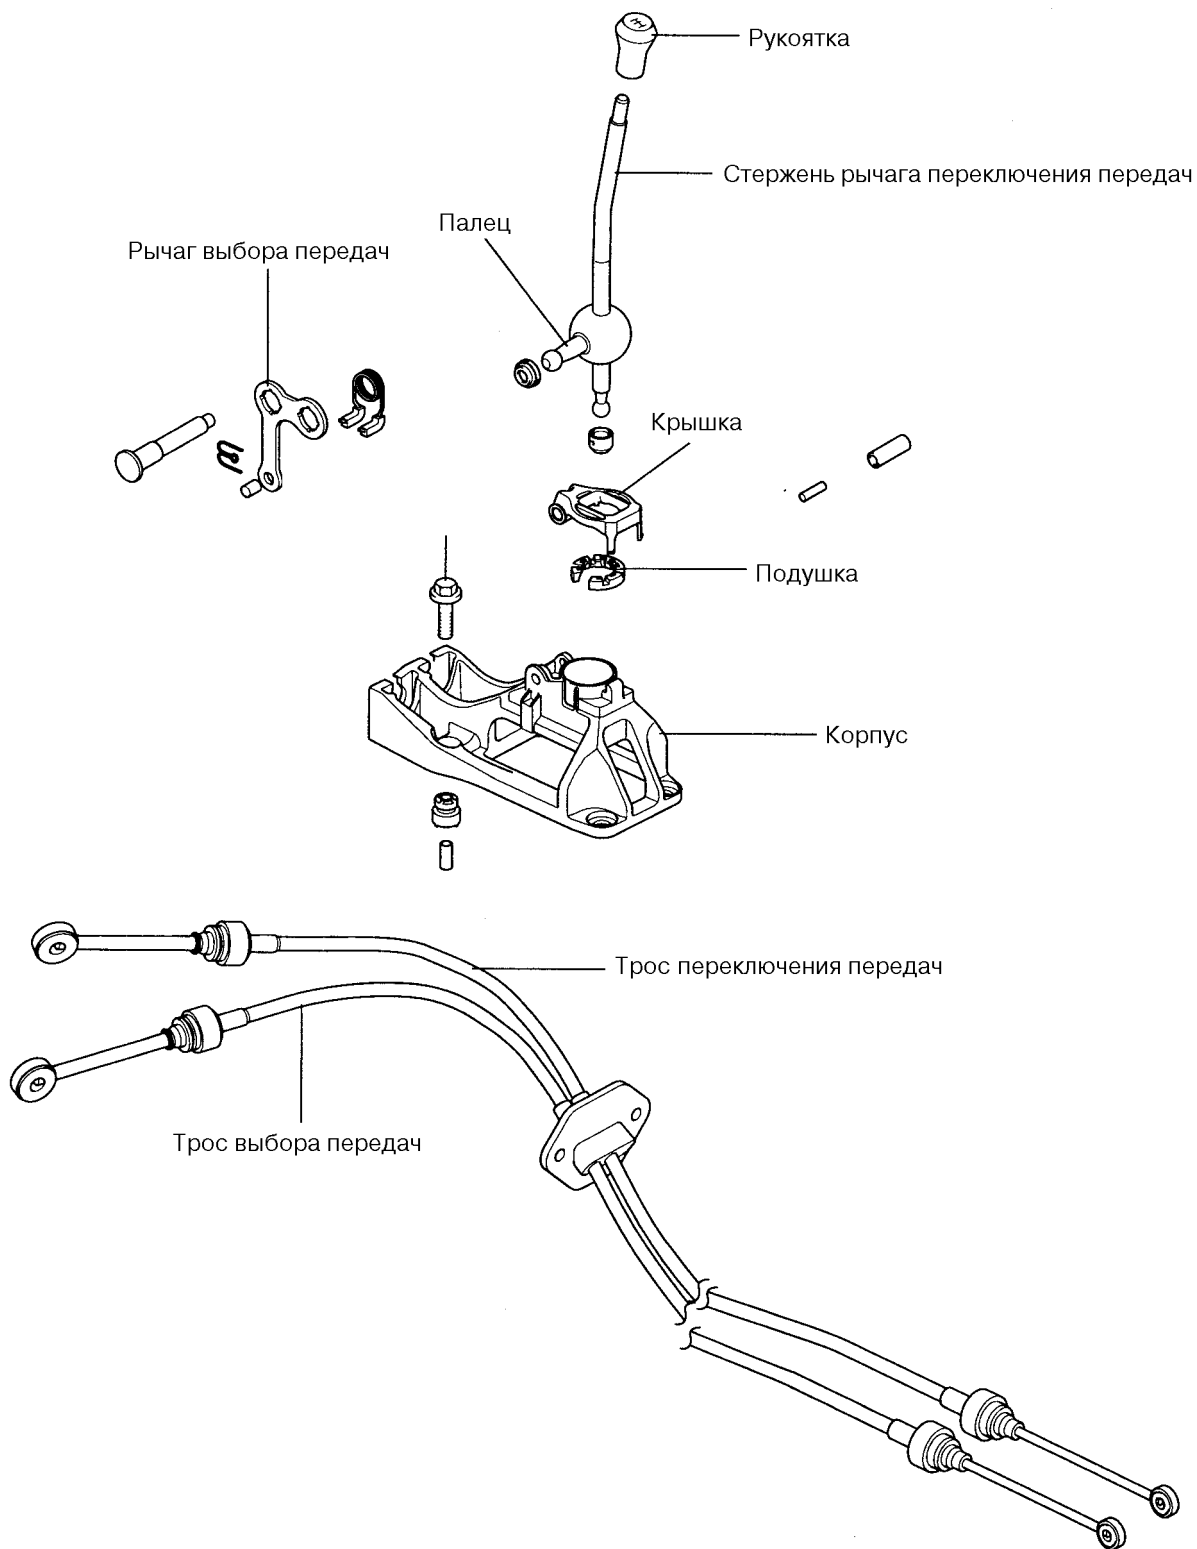 Рукоятка
Стержень рычага переключения передач
Палец
Рычаг выбора передач
Крышка
Подушка
Корпус
Трос переключения передач
Трос выбора передач